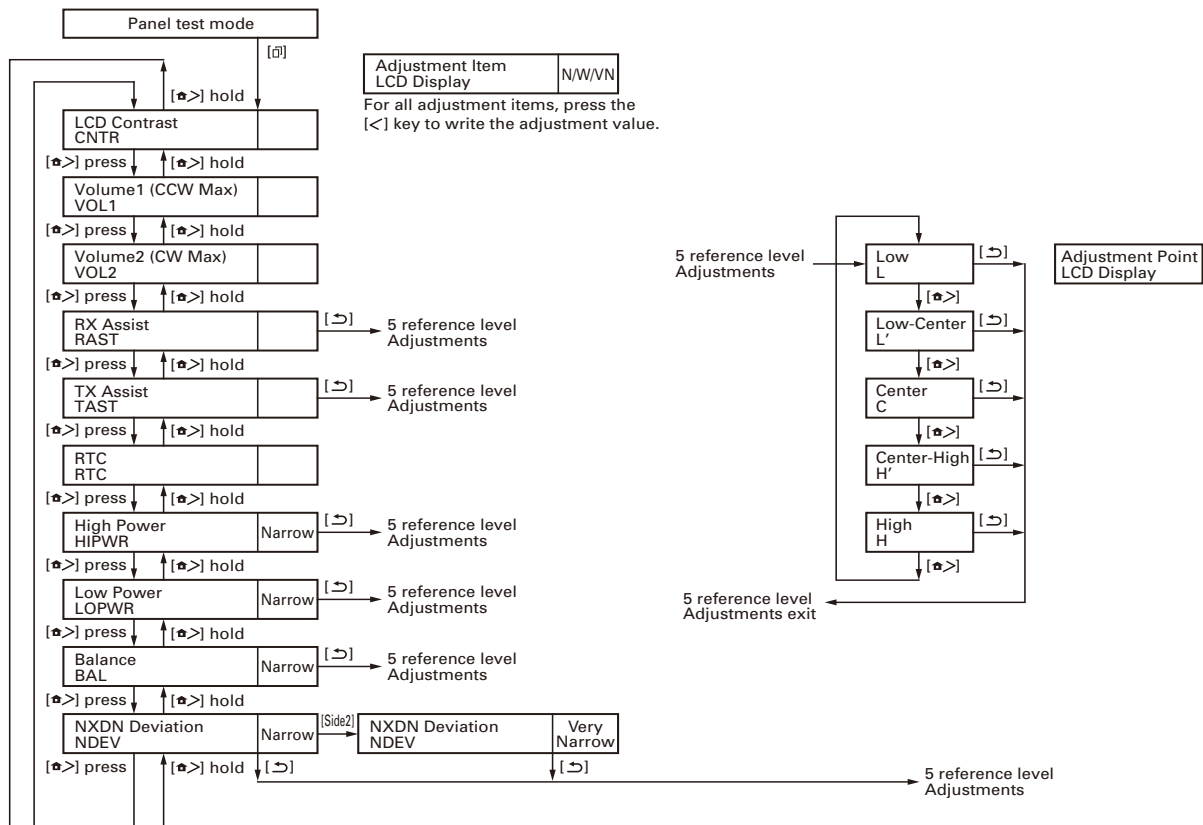 Panel test mode
[🗇]
Adjustment Item
LCD Display
N/W/VN
For all adjustment items, press the
[<] key to write the adjustment value.
[🏠>] hold
LCD Contrast
CNTR
[🏠>] press
[🏠>] hold
Volume1 (CCW Max)
VOL1
[🏠>] press
[🏠>] hold
Volume2 (CW Max)
VOL2
[🏠>] press
[🏠>] hold
RX Assist
RAST
[⮌]
5 reference level
Adjustments
[🏠>] press
[🏠>] hold
TX Assist
TAST
[⮌]
5 reference level
Adjustments
[🏠>] press
[🏠>] hold
RTC
RTC
[🏠>] press
[🏠>] hold
High Power
HIPWR
Narrow
[⮌]
5 reference level
Adjustments
[🏠>] press
[🏠>] hold
Low Power
LOPWR
Narrow
[⮌]
5 reference level
Adjustments
[🏠>] press
[🏠>] hold
Balance
BAL
Narrow
[⮌]
5 reference level
Adjustments
[🏠>] press
[🏠>] hold
NXDN Deviation
NDEV
Narrow
[Side2]
NXDN Deviation
NDEV
Very
Narrow
[🏠>] press
[🏠>] hold
[⮌]
[⮌]
5 reference level
Adjustments
5 reference level
Adjustments
Low
L
[⮌]
Adjustment Point
LCD Display
[🏠>]
Low-Center
L′
[⮌]
[🏠>]
Center
C
[⮌]
[🏠>]
Center-High
H′
[⮌]
[🏠>]
High
H
[⮌]
[🏠>]
5 reference level
Adjustments exit